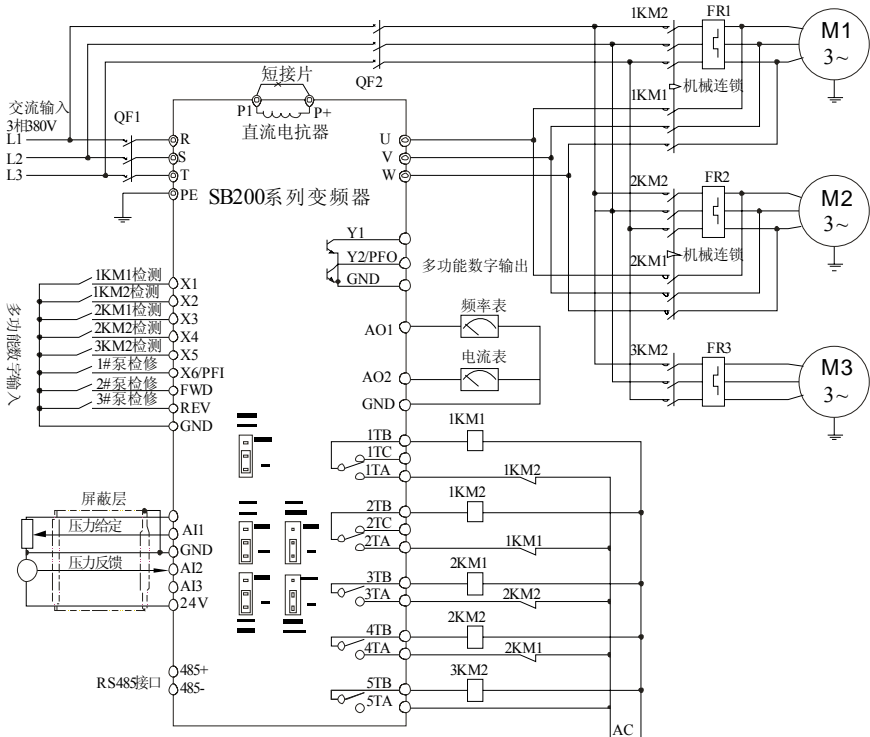 1KM2
FR1
M1
3~
短接片
QF2
机械连锁
交流输入
3相380V
QF1
P1
P+
直流电抗器
1KM1
L1
R
U
L2
S
V
L3
T
W
PE
SB200系列变频器
2KM2
FR2
M2
3~
Y1
Y2/PFO
GND
多功能数字输出
2KM1
机械连锁
多功能数字输入
1KM1检测
X1
1KM2检测
X2
2KM1检测
X3
2KM2检测
X4
3KM2检测
X5
1#泵检修
X6/PFI
2#泵检修
FWD
3#泵检修
REV
GND
频率表
AO1
电流表
AO2
GND
3KM2
FR3
M3
3~
1TB
1KM1
1TC
1TA
1KM2
2TB
1KM2
2TC
2TA
1KM1
3TB
2KM1
3TA
2KM2
4TB
2KM2
4TA
2KM1
5TB
3KM2
5TA
AC
屏蔽层
压力给定
AI1
GND
压力反馈
AI2
AI3
24V
RS485接口
485+
485-